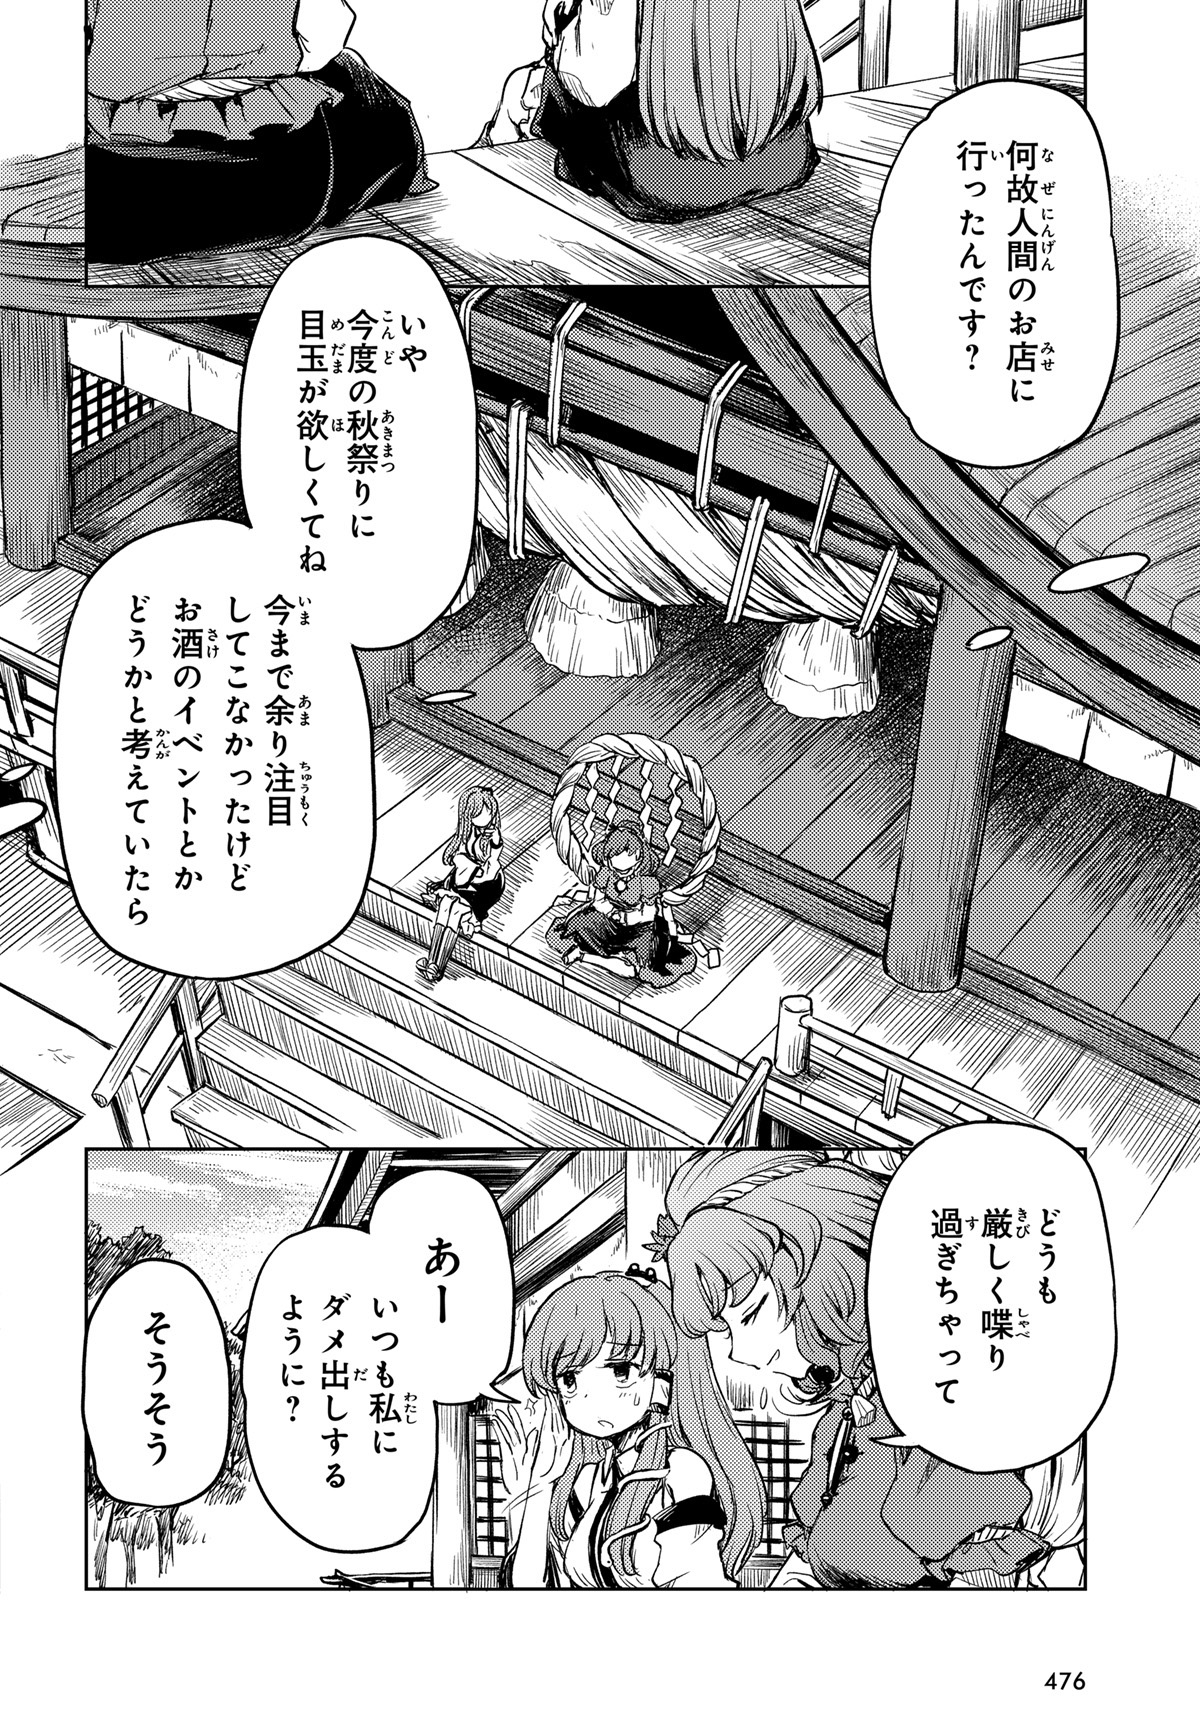 何故人間のお店に
行ったんです?
いや
今度の秋祭りに
目玉が欲しくてね
今まで余り注目
してこなかったけど
お酒のイベントとか
どうかと考えていたら
どうも
厳しく喋り
過ぎちゃって
あー
いつも私に
ダメ出しする
ように?
そうそう
476